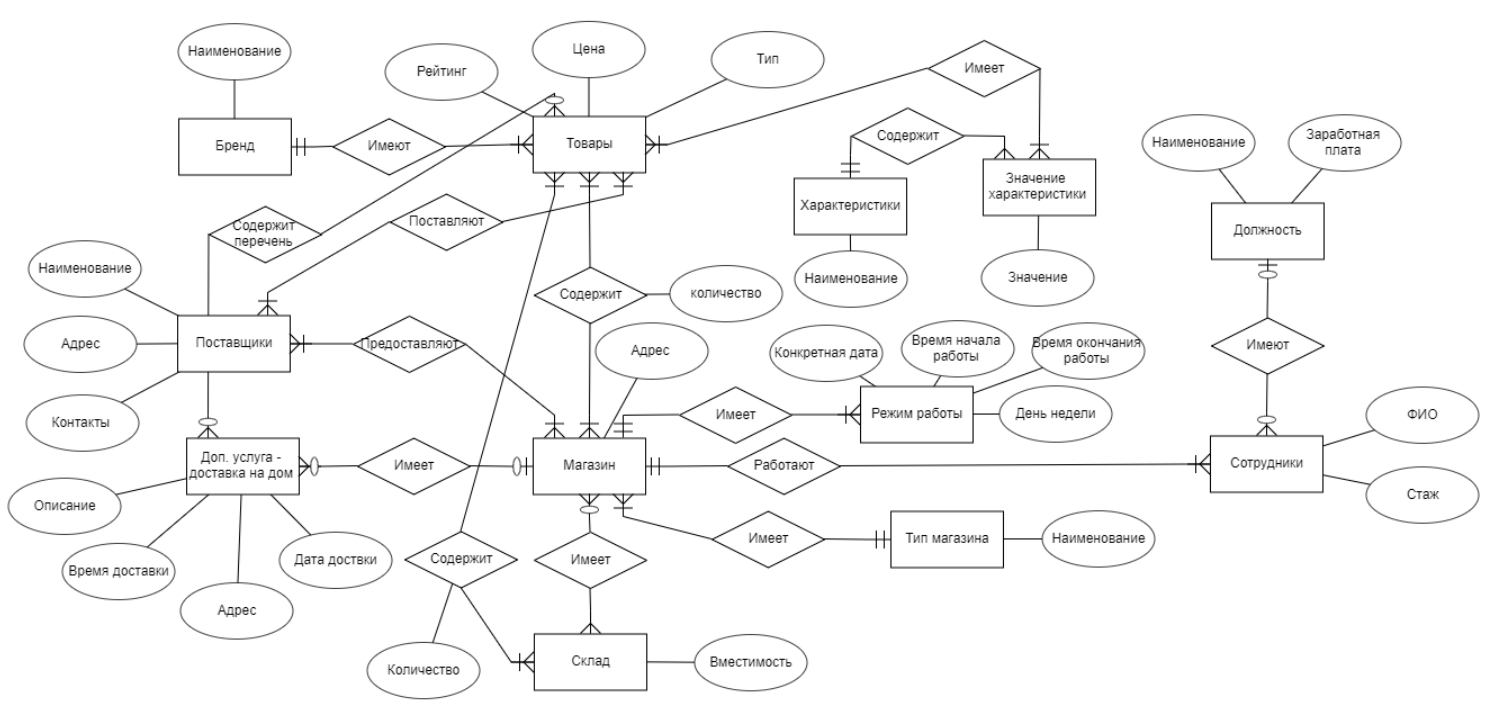 Наименование
Рейтинг
Цена
Тип
Имеет
Бренд
Имеют
Товары
Содержит
Значение
характеристики
Наименование
Заработная
плата
Содержит
перечень
Поставляют
Характеристики
Должность
Наименование
Наименование
Значение
Содержит
количество
Адрес
Поставщики
Предоставляют
Адрес
Конкретная дата
Время начала
работы
Время окончания
работы
Имеют
Контакты
Имеет
Режим работы
День недели
ФИО
Доп. услуга -
доставка на дом
Имеет
Магазин
Работают
Сотрудники
Описание
Стаж
Время доставки
Дата доствки
Содержит
Имеет
Имеет
Тип магазина
Наименование
Адрес
Количество
Склад
Вместимость